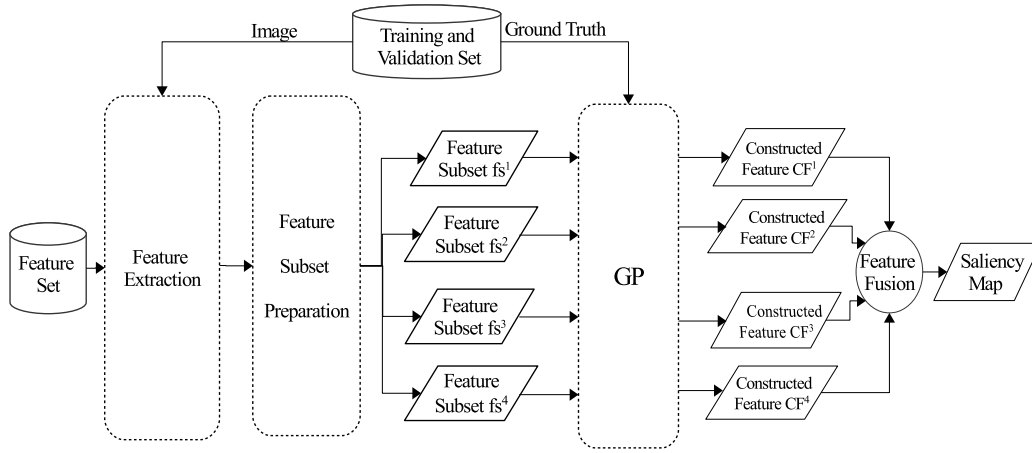 Image
Training and
Validation Set
Ground Truth
Feature
Set
Feature
Extraction
Feature
Subset
Preparation
Feature
Subset fs¹
Feature
Subset fs²
Feature
Subset fs³
Feature
Subset fs⁴
GP
Constructed
Feature CF¹
Constructed
Feature CF²
Constructed
Feature CF³
Constructed
Feature CF⁴
Feature
Fusion
Saliency
Map